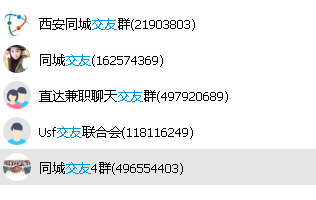 西安同城交友群(21903803)
同城交友(162574369)
直达兼职聊天交友群(497920689)
Usf交友联合会(118116249)
同城交友4群(496554403)